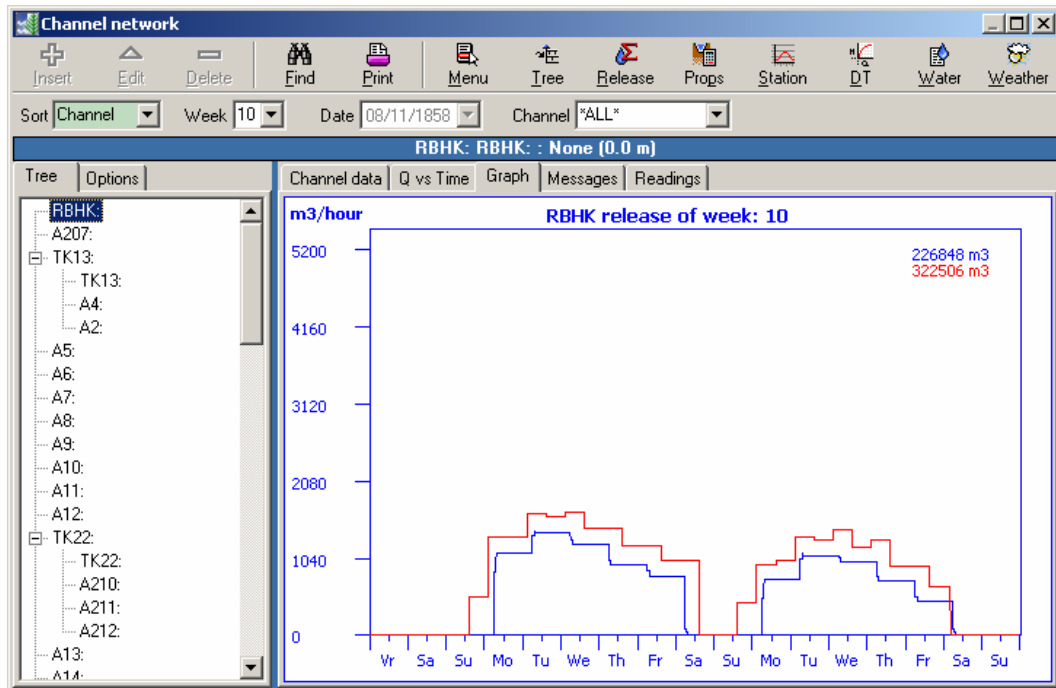 Channel network
Insert Edit Delete Find Print Menu Tree Release Props Station DT Water Weather
Sort Channel Week 10 Date 08/11/1858 Channel *ALL*
RBHK: RBHK: : None (0.0 m)
Tree Options
RBHK:
A207:
TK13:
TK13:
A4:
A2:
A5:
A6:
A7:
A8:
A9:
A10:
A11:
A12:
TK22:
TK22:
A210:
A211:
A212:
A13:
A14:
Channel data Q vs Time Graph Messages Readings
m3/hour RBHK release of week: 10
226848 m3
322506 m3
5200
4160
3120
2080
1040
0
Vr Sa Su Mo Tu We Th Fr Sa Su Mo Tu We Th Fr Sa Su